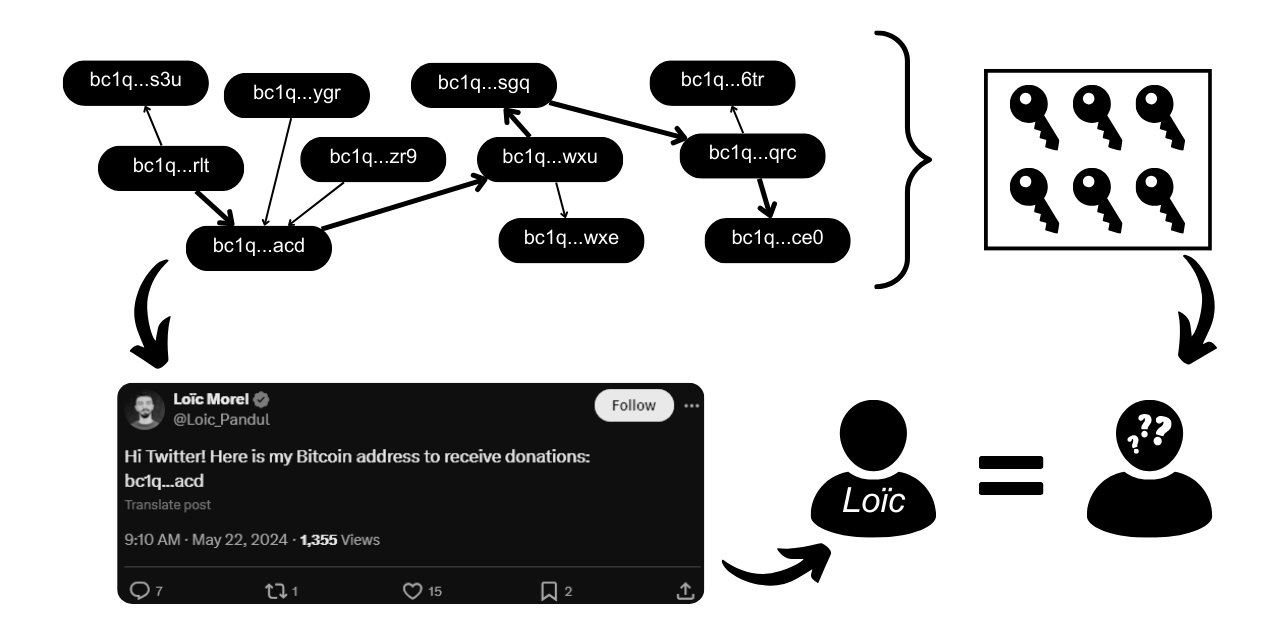 bc1q...s3u
bc1q...ygr
bc1q...sgq
bc1q...6tr
bc1q...rlt
bc1q...zr9
bc1q...wxu
bc1q...qrc
bc1q...acd
bc1q...wxe
bc1q...ce0
Loïc Morel
@Loic_Pandul
Follow
Hi Twitter! Here is my Bitcoin address to receive donations:
bc1q...acd
Translate post
9:10 AM · May 22, 2024 · 1,355 Views
7 1 15 2
Loïc
???